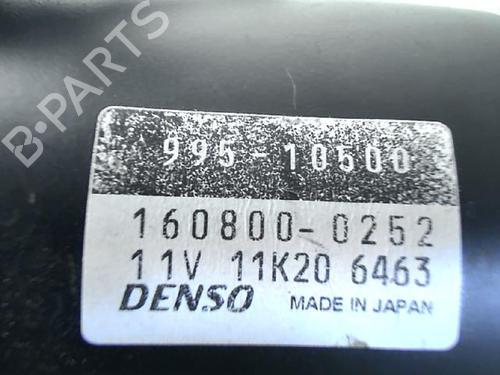 B-PARTS
995-10500
160800-0252
11V 11K20 6463
DENSO MADE IN JAPAN